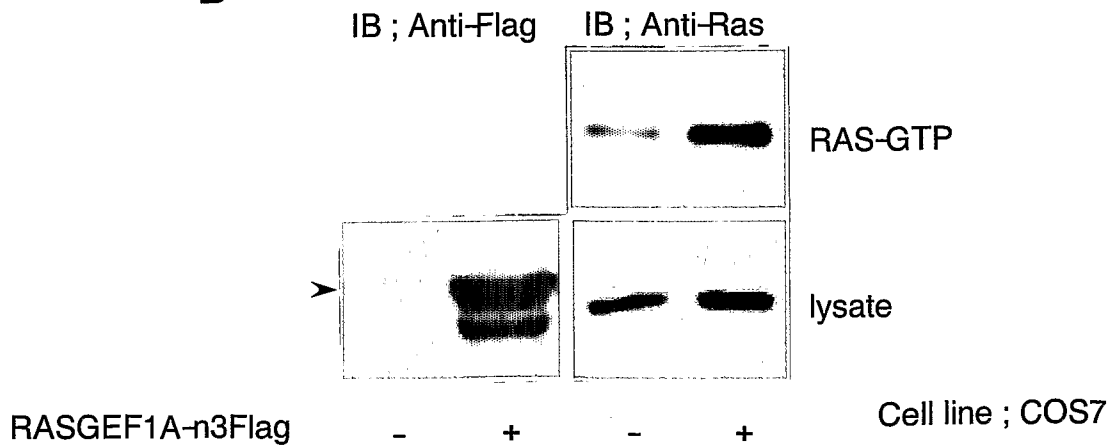 IB ; Anti-Flag IB ; Anti-Ras
RAS-GTP
lysate
RASGEF1A-n3Flag - + - +
Cell line ; COS7